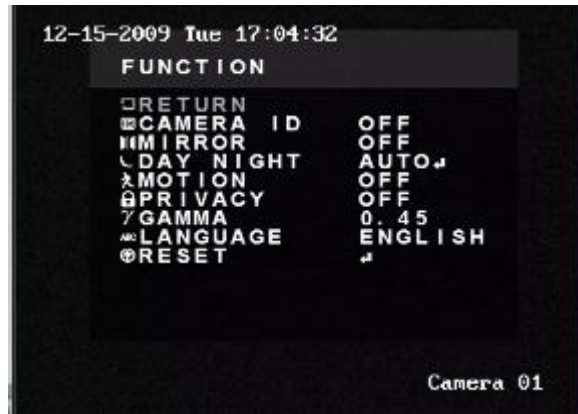 12-15-2009 Tue 17:04:32
FUNCTION
RETURN
CAMERA ID OFF
MIRROR OFF
DAY NIGHT AUTO↵
MOTION OFF
PRIVACY OFF
GAMMA 0.45
LANGUAGE ENGLISH
RESET ↵
Camera 01